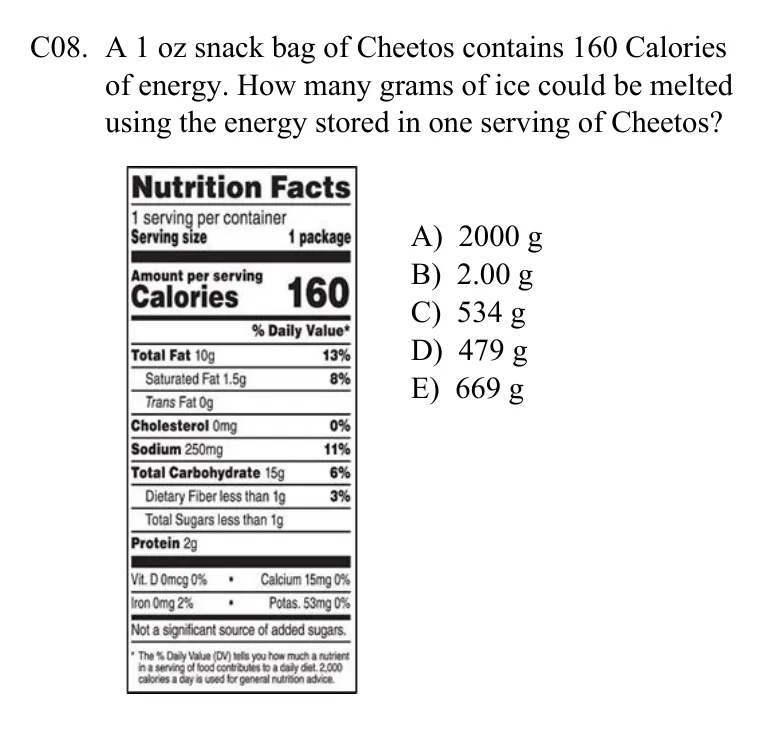 C08. A 1 oz snack bag of Cheetos contains 160 Calories
of energy. How many grams of ice could be melted
using the energy stored in one serving of Cheetos?
Nutrition Facts
1 serving per container
Serving size 1 package
Amount per serving
Calories 160
% Daily Value*
Total Fat 10g 13%
Saturated Fat 1.5g 8%
Trans Fat 0g
Cholesterol 0mg 0%
Sodium 250mg 11%
Total Carbohydrate 15g 6%
Dietary Fiber less than 1g 3%
Total Sugars less than 1g
Protein 2g
Vit. D 0mcg 0% • Calcium 15mg 0%
Iron 0mg 2% • Potas. 53mg 0%
Not a significant source of added sugars.
* The % Daily Value (DV) tells you how much a nutrient
in a serving of food contributes to a daily diet. 2,000
calories a day is used for general nutrition advice.
A) 2000 g
B) 2.00 g
C) 534 g
D) 479 g
E) 669 g